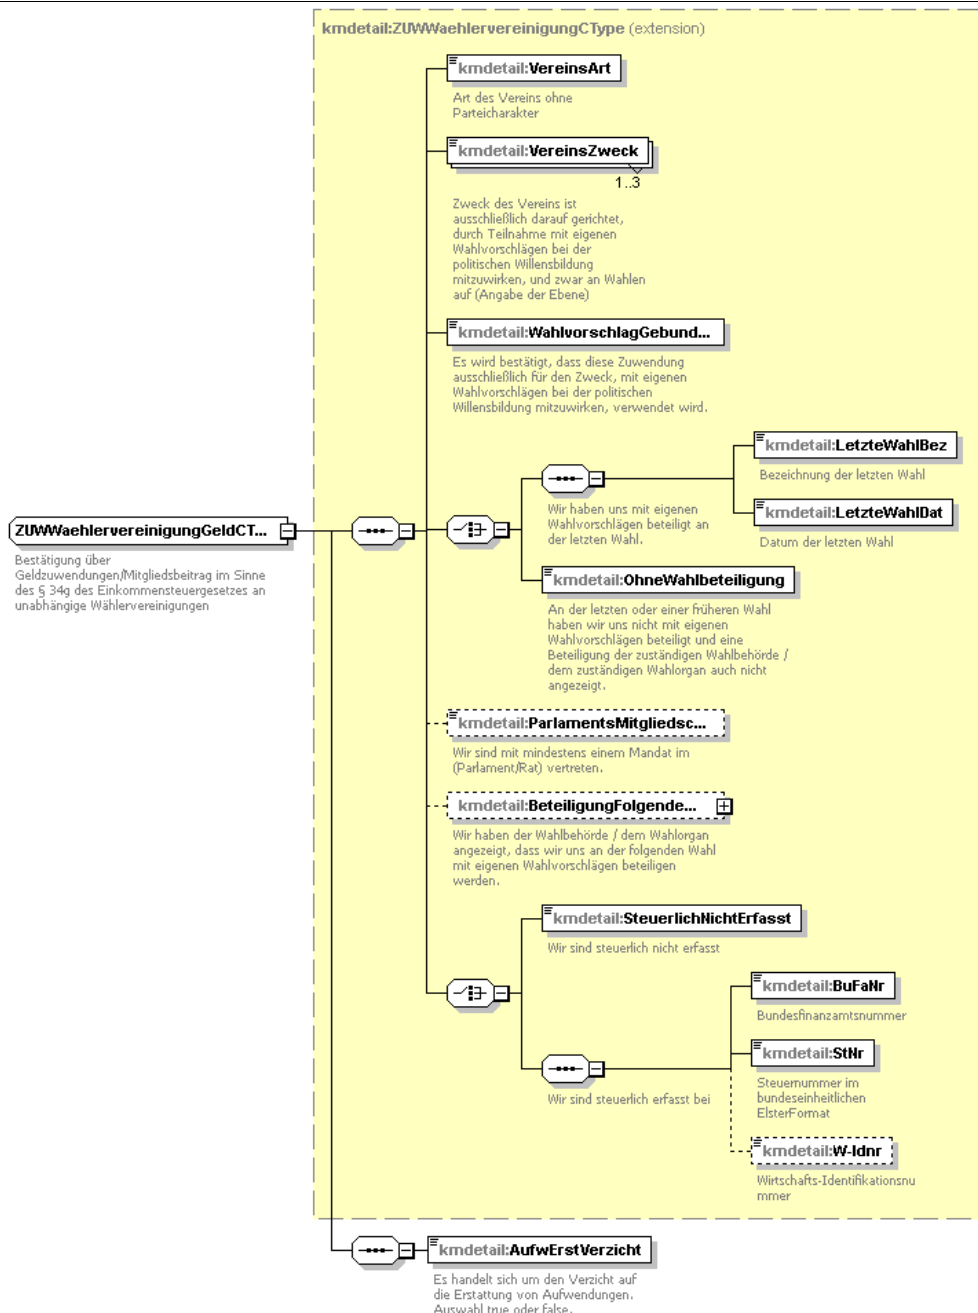 kmdetail:ZUWWaehlervereinigungCType (extension)
kmdetail:VereinsArt
Art des Vereins ohne
Parteicharakter
kmdetail:VereinsZweck
1..3
Zweck des Vereins ist
ausschließlich darauf gerichtet,
durch Teilnahme mit eigenen
Wahlvorschlägen bei der
politischen Willensbildung
mitzuwirken, und zwar an Wahlen
auf (Angabe der Ebene)
kmdetail:WahlvorschlagGebund...
Es wird bestätigt, dass diese Zuwendung
ausschließlich für den Zweck, mit eigenen
Wahlvorschlägen bei der politischen
Willensbildung mitzuwirken, verwendet wird.
kmdetail:LetzteWahlBez
Bezeichnung der letzten Wahl
Wir haben uns mit eigenen
Wahlvorschlägen beteiligt an
der letzten Wahl.
kmdetail:LetzteWahlDat
Datum der letzten Wahl
ZUWWaehlervereinigungGeldCT...
Bestätigung über
Geldzuwendungen/Mitgliedsbeitrag im Sinne
des § 34g des Einkommensteuergesetzes an
unabhängige Wählervereinigungen
kmdetail:OhneWahlbeteiligung
An der letzten oder einer früheren Wahl
haben wir uns nicht mit eigenen
Wahlvorschlägen beteiligt und eine
Beteiligung der zuständigen Wahlbehörde /
dem zuständigen Wahlorgan auch nicht
angezeigt.
kmdetail:ParlamentsMitgliedsc...
Wir sind mit mindestens einem Mandat im
(Parlament/Rat) vertreten.
kmdetail:BeteiligungFolgende...
Wir haben der Wahlbehörde / dem Wahlorgan
angezeigt, dass wir uns an der folgenden Wahl
mit eigenen Wahlvorschlägen beteiligen
werden.
kmdetail:SteuerlichNichtErfasst
Wir sind steuerlich nicht erfasst
kmdetail:BuFaNr
Bundesfinanzamtsnummer
kmdetail:StNr
Steuernummer im
bundeseinheitlichen
ElsterFormat
Wir sind steuerlich erfasst bei
kmdetail:W-Idnr
Wirtschafts-Identifikationsnu
mmer
kmdetail:AufwErstVerzicht
Es handelt sich um den Verzicht auf
die Erstattung von Aufwendungen.
Auswahl true oder false.